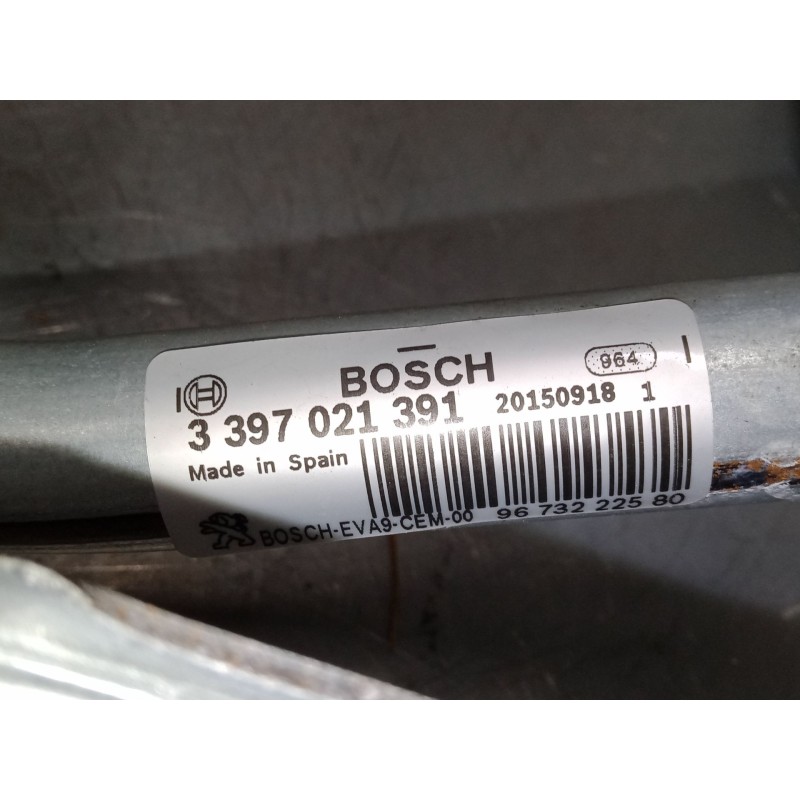 BOSCH
964
3 397 021 391
20150918 1
Made in Spain
BOSCH-EVA9-CEM-00
96 732 225 80